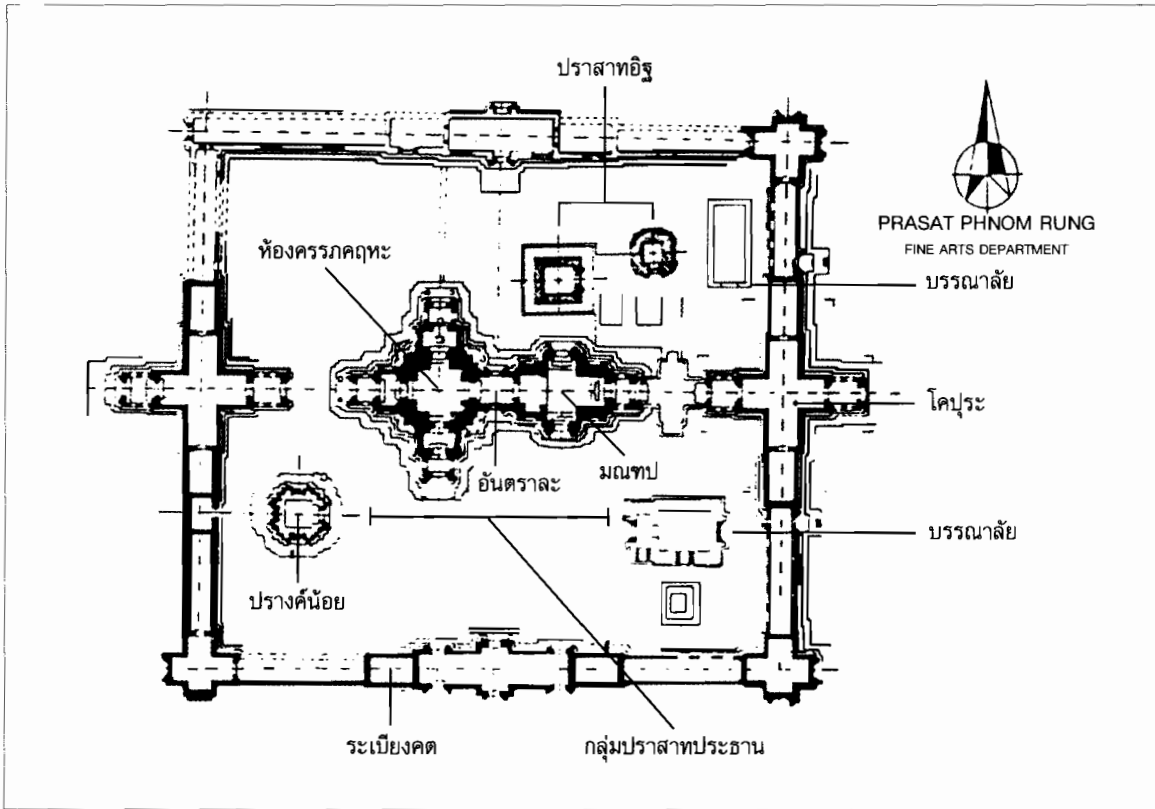 ปราสาทอิฐ
PRASAT PHNOM RUNG
FINE ARTS DEPARTMENT
ห้องครรภคฤหะ
บรรณาลัย
โคปุระ
อันตราละ
มณฑป
บรรณาลัย
ปรางค์น้อย
ระเบียงคต
กลุ่มปราสาทประธาน